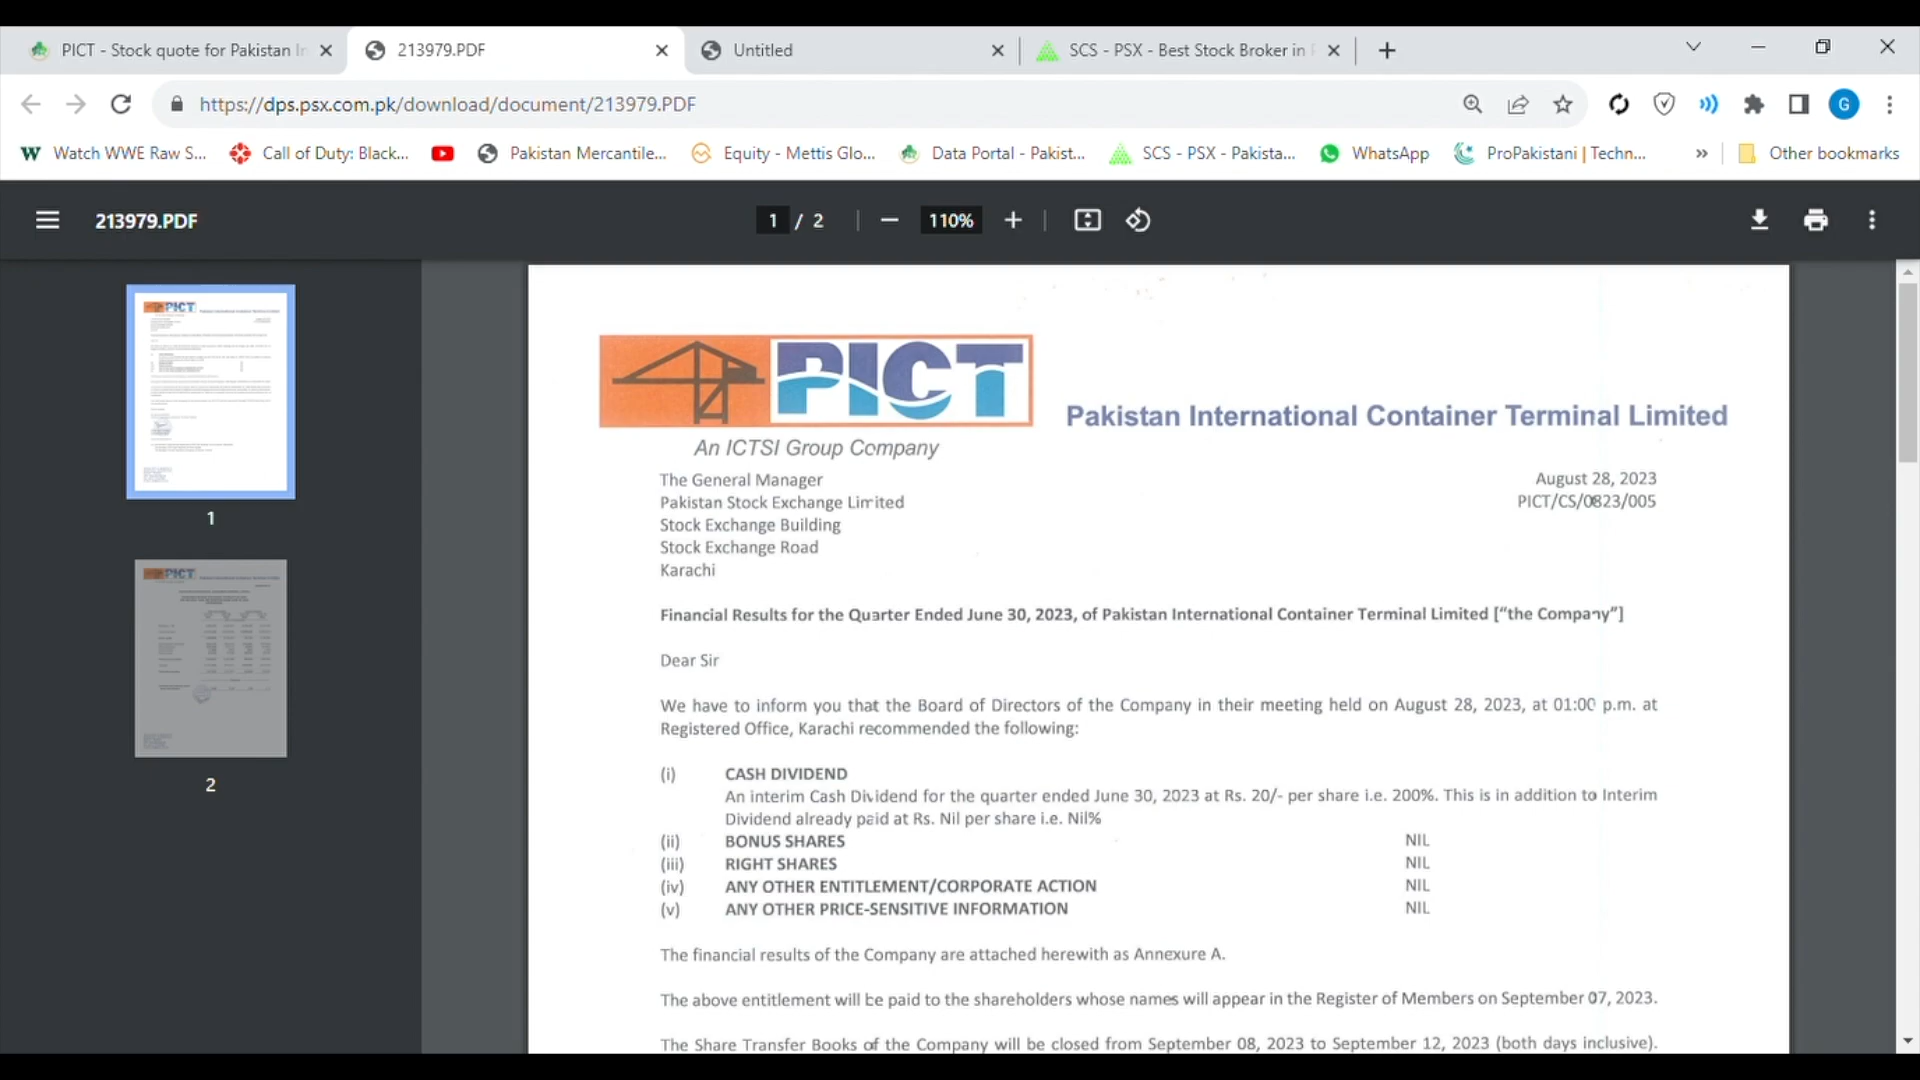 PICT - Stock quote for Pakistan In
213979.PDF
Untitled
SCS - PSX - Best Stock Broker in P
https://dps.psx.com.pk/download/document/213979.PDF
G
W Watch WWE Raw S...
Call of Duty: Black...
Pakistan Mercantile...
Equity - Mettis Glo...
Data Portal - Pakist...
SCS - PSX - Pakista...
WhatsApp
ProPakistani | Techn...
»
Other bookmarks
213979.PDF
1 / 2
110%
1
2
PICT
Pakistan International Container Terminal Limited
An ICTSI Group Company
The General Manager
August 28, 2023
Pakistan Stock Exchange Limited
PICT/CS/0823/005
Stock Exchange Building
Stock Exchange Road
Karachi
Financial Results for the Quarter Ended June 30, 2023, of Pakistan International Container Terminal Limited [“the Company”]
Dear Sir
We have to inform you that the Board of Directors of the Company in their meeting held on August 28, 2023, at 01:00 p.m. at
Registered Office, Karachi recommended the following:
(i) CASH DIVIDEND
An interim Cash Dividend for the quarter ended June 30, 2023 at Rs. 20/- per share i.e. 200%. This is in addition to Interim
Dividend already paid at Rs. Nil per share i.e. Nil%
(ii) BONUS SHARES NIL
(iii) RIGHT SHARES NIL
(iv) ANY OTHER ENTITLEMENT/CORPORATE ACTION NIL
(v) ANY OTHER PRICE-SENSITIVE INFORMATION NIL
The financial results of the Company are attached herewith as Annexure A.
The above entitlement will be paid to the shareholders whose names will appear in the Register of Members on September 07, 2023.
The Share Transfer Books of the Company will be closed from September 08, 2023 to September 12, 2023 (both days inclusive).